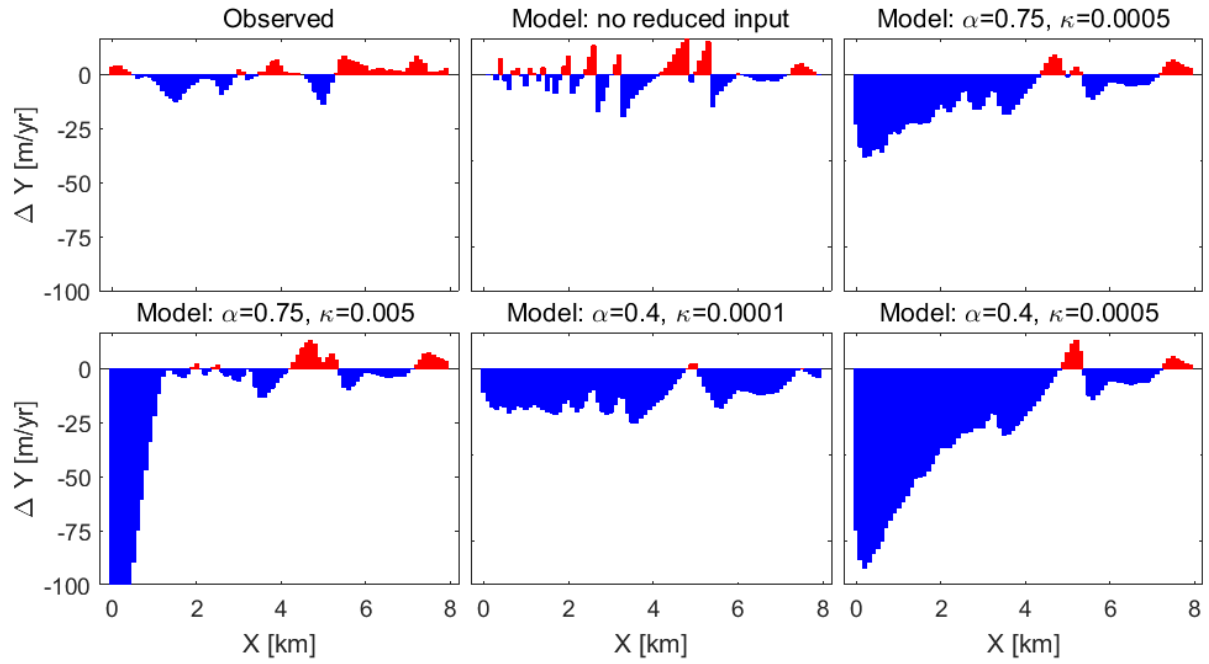 Observed
Model: no reduced input
Model: α=0.75, κ=0.0005
0
-25
-50
-75
-100
Δ Y [m/yr]
Model: α=0.75, κ=0.005
Model: α=0.4, κ=0.0001
Model: α=0.4, κ=0.0005
0
-25
-50
-75
-100
Δ Y [m/yr]
0 2 4 6 8
0 2 4 6 8
0 2 4 6 8
X [km]
X [km]
X [km]